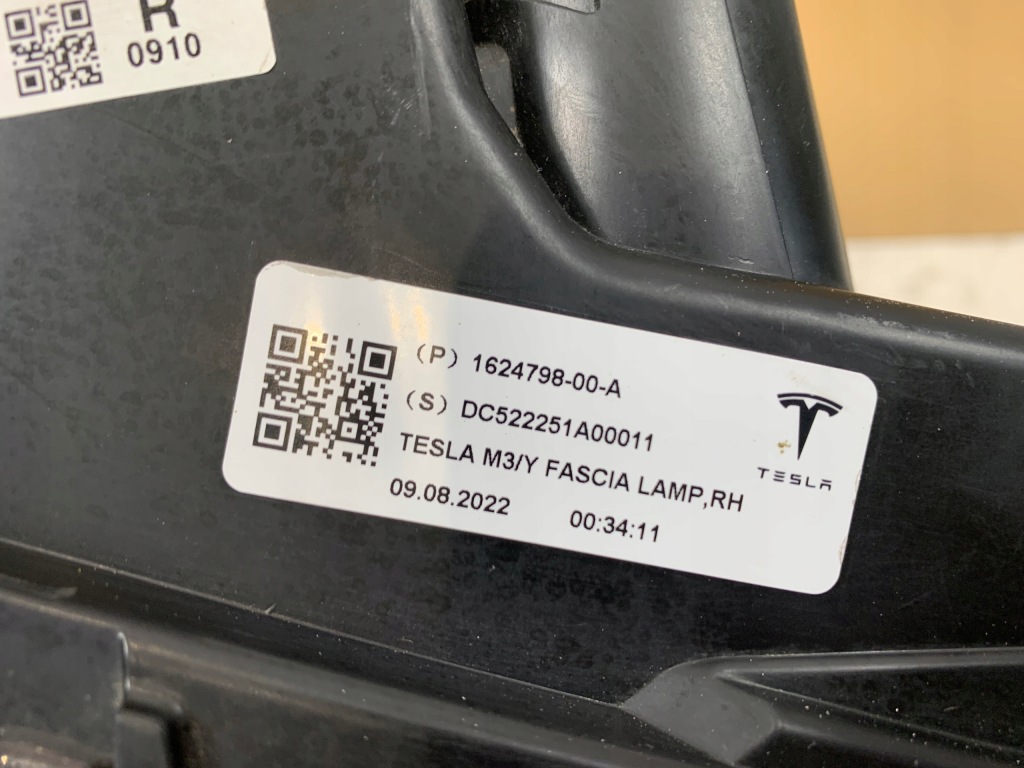 R
0910
(P) 1624798-00-A
(S) DC522251A00011
TESLA M3/Y FASCIA LAMP,RH
09.08.2022 00:34:11
TESLA